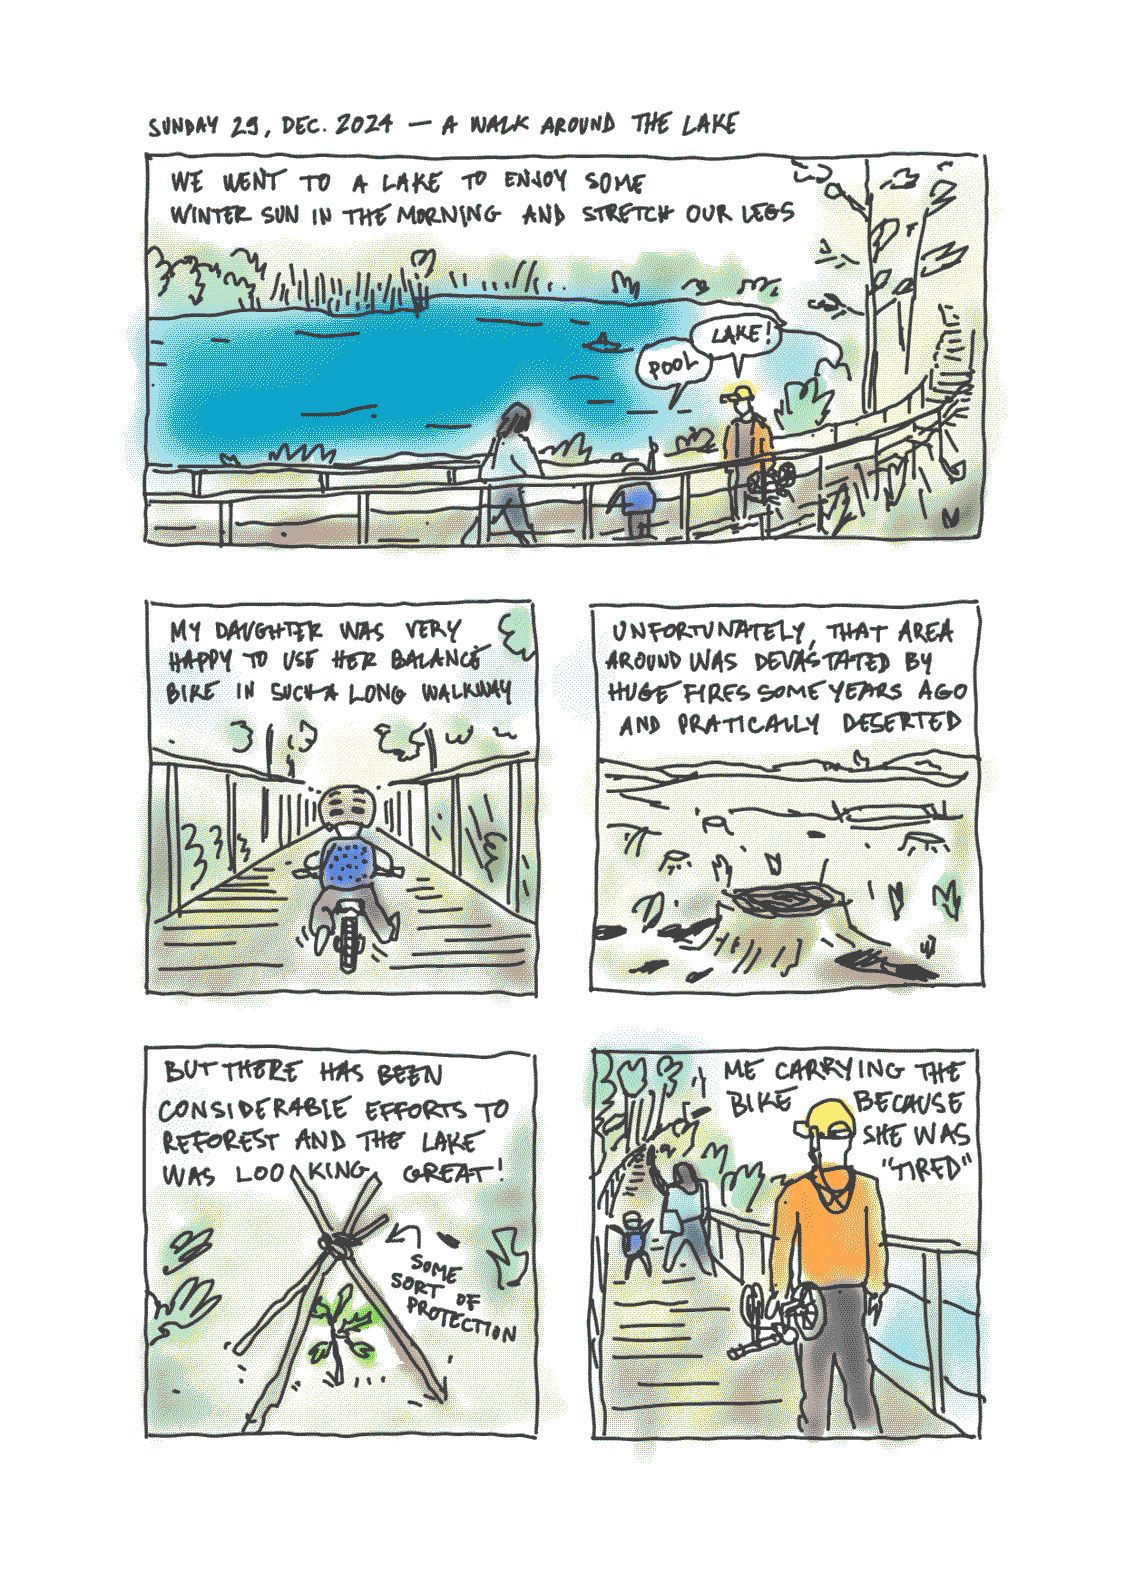 SUNDAY 29, DEC. 2024 — A WALK AROUND THE LAKE
WE WENT TO A LAKE TO ENJOY SOME
WINTER SUN IN THE MORNING AND STRETCH OUR LEGS
POOL
LAKE!
MY DAUGHTER WAS VERY
HAPPY TO USE HER BALANCE
BIKE IN SUCH A LONG WALKWAY
UNFORTUNATELY, THAT AREA
AROUND WAS DEVASTATED BY
HUGE FIRES SOME YEARS AGO
AND PRATICALLY DESERTED
BUT THERE HAS BEEN
CONSIDERABLE EFFORTS TO
REFOREST AND THE LAKE
WAS LOOKING GREAT!
SOME
SORT OF
PROTECTION
ME CARRYING THE
BIKE BECAUSE
SHE WAS
"TIRED"